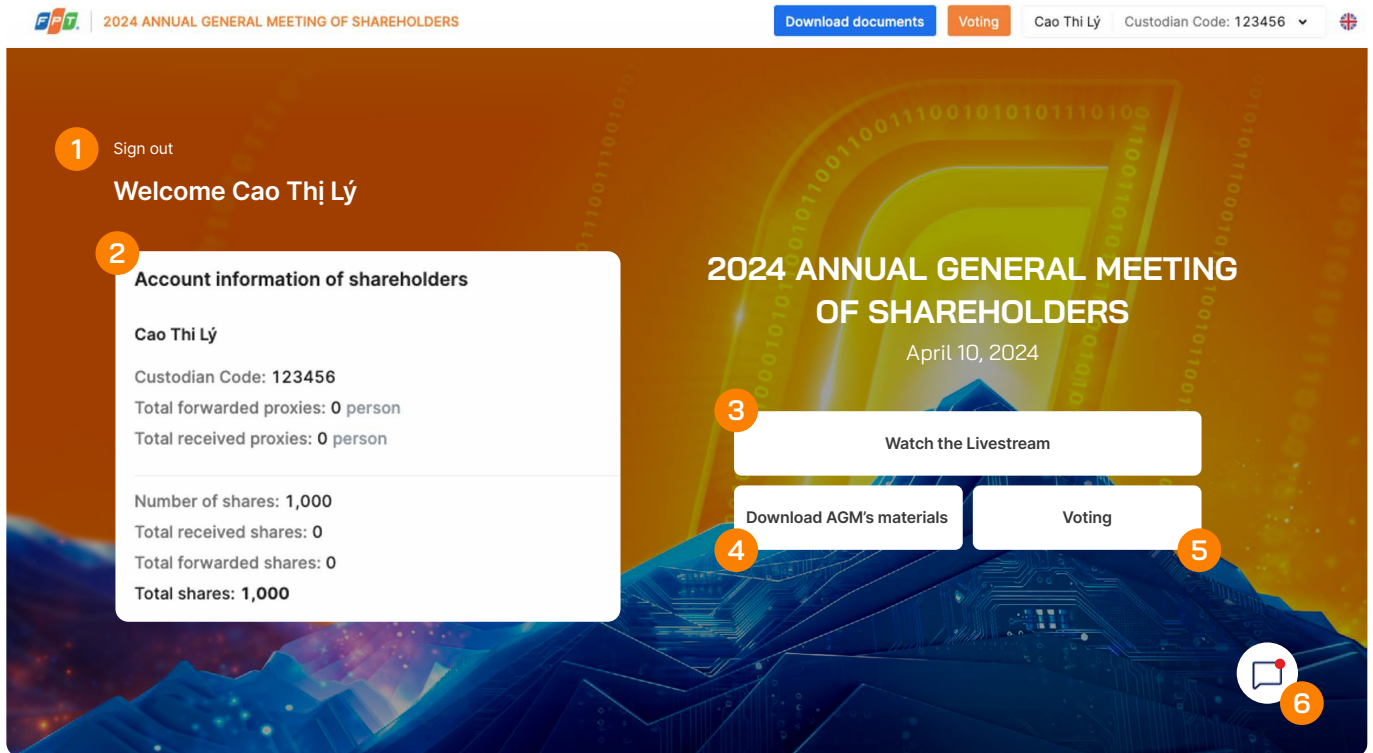 FPT. 2024 ANNUAL GENERAL MEETING OF SHAREHOLDERS Download documents Voting Cao Thi Lý Custodian Code: 123456
1 Sign out
Welcome Cao Thị Lý
2
Account information of shareholders
Cao Thi Lý
Custodian Code: 123456
Total forwarded proxies: 0 person
Total received proxies: 0 person
Number of shares: 1,000
Total received shares: 0
Total forwarded shares: 0
Total shares: 1,000
2024 ANNUAL GENERAL MEETING
OF SHAREHOLDERS
April 10, 2024
3
Watch the Livestream
Download AGM's materials
4
Voting
5
6